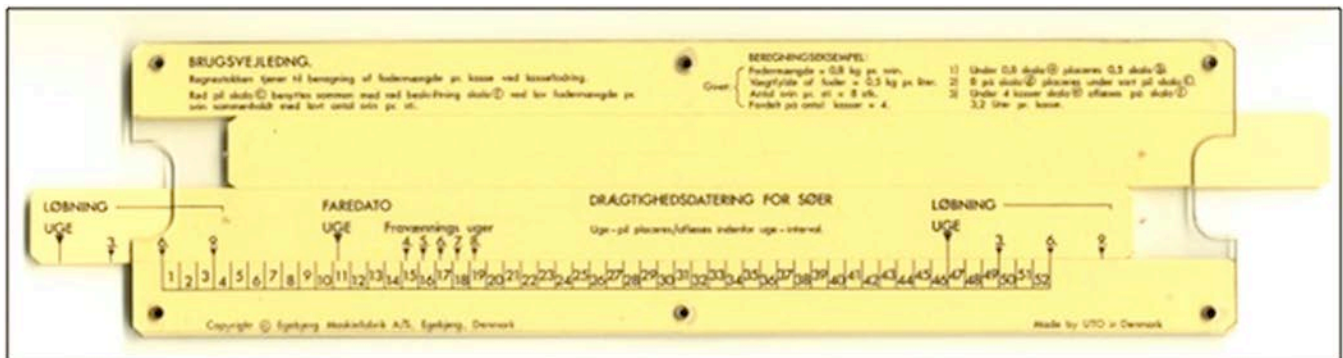 BRUGSVEJLEDNG.
Regnestokken tjener til beregning af fodermængde pr. kasse ved kassefodring.
Rød pil skala Ⓒ benyttes sammen med rød beskriftning skala Ⓔ ved lav fodermængde pr.
svin sammenholdt med lavt antal svin pr. sti.
BEREGNINGSEKSEMPEL:
Givet:
Fodermængde = 0,8 kg pr. svin.
Vægtfylde af foder = 0,5 kg pr. liter.
Antal svin pr. sti = 8 stk.
Fordelt på antal kasser = 4.
1) Under 0,8 skala Ⓐ placeres 0,5 skala Ⓑ.
2) 8 på skala placeres under sort pil skala Ⓒ.
3) Under 4 kasser skala aflæses på skala
3,2 liter pr. kasse.
LØBNING
UGE 3. 6. 9.
FAREDATO
UGE
Fravænnings uger
4. 5. 6. 7. 8.
DRÆGTIGHEDSDATERING FOR SØER
Uge-pil placeres/aflæses indenfor uge-interval.
LØBNING
UGE 3. 6. 9.
1 2 3 4 5 6 7 8 9 10 11 12 13 14 15 16 17 18 19 20 21 22 23 24 25 26 27 28 29 30 31 32 33 34 35 36 37 38 39 40 41 42 43 44 45 46 47 48 49 50 51 52
Copyright © Egebjerg Maskinfabrik A/S, Egebjerg, Denmark
Made by UTO in Denmark